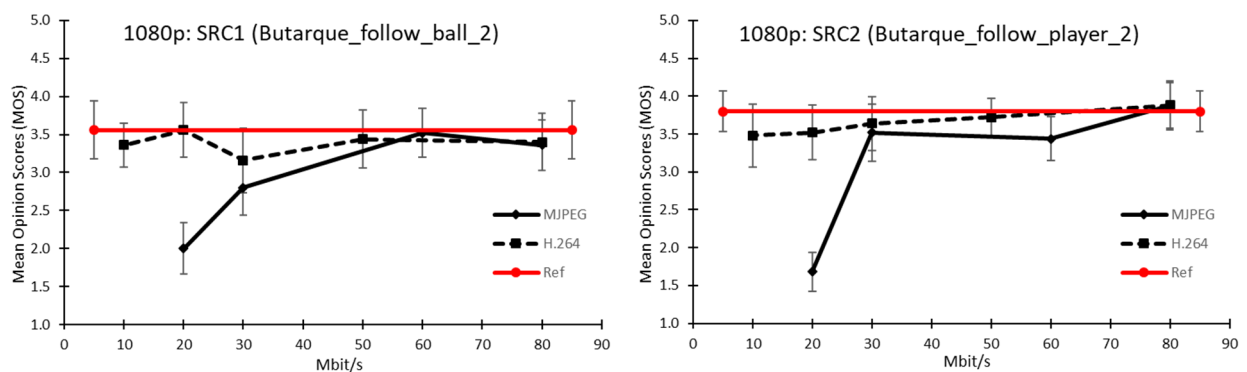 1080p: SRC1 (Butarque_follow_ball_2)
Mean Opinion Scores (MOS)
5.0
4.5
4.0
3.5
3.0
2.5
2.0
1.5
1.0
MJPEG
H.264
Ref
0 10 20 30 40 50 60 70 80 90
Mbit/s
1080p: SRC2 (Butarque_follow_player_2)
Mean Opinion Scores (MOS)
5.0
4.5
4.0
3.5
3.0
2.5
2.0
1.5
1.0
MJPEG
H.264
Ref
0 10 20 30 40 50 60 70 80 90
Mbit/s